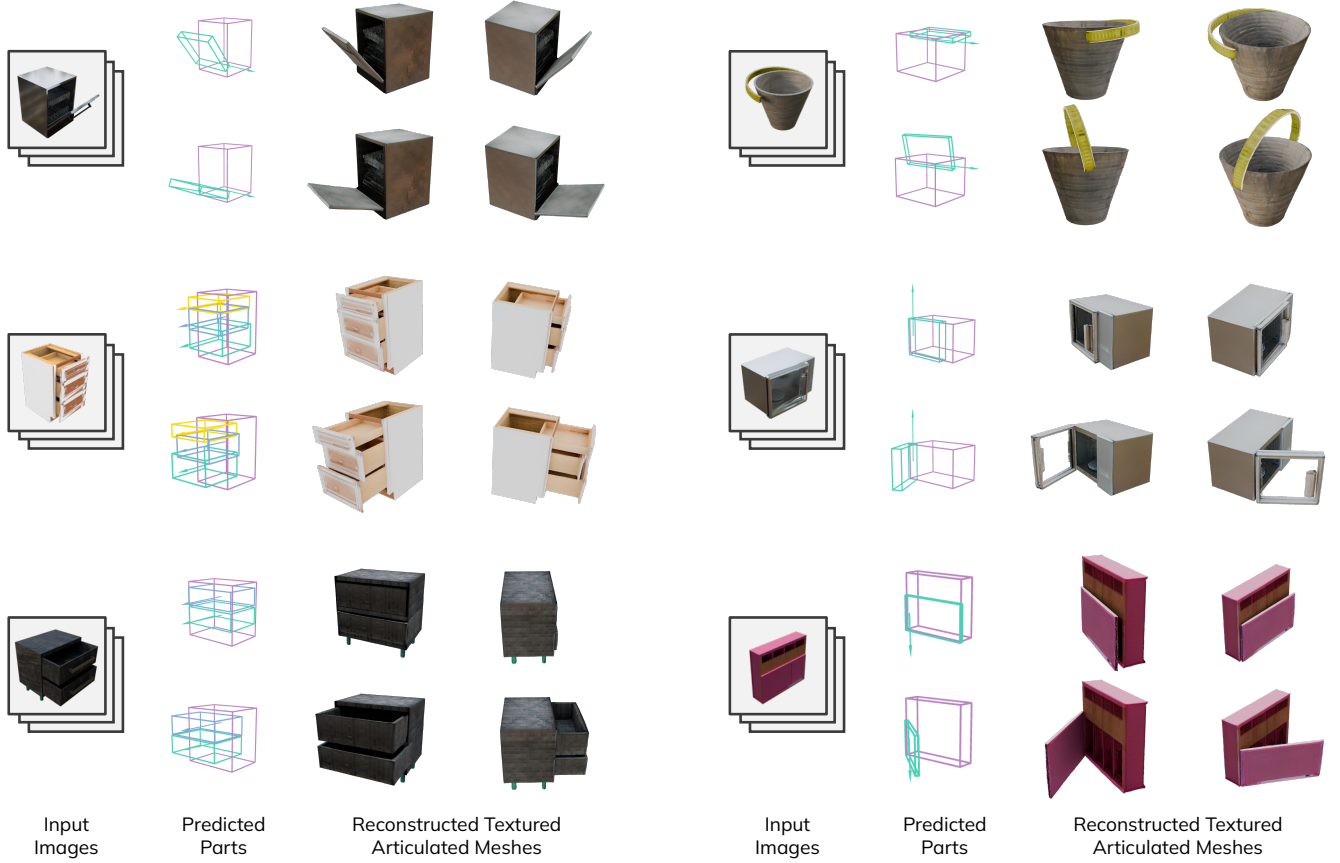 Input
Images
Predicted
Parts
Reconstructed Textured
Articulated Meshes
Input
Images
Predicted
Parts
Reconstructed Textured
Articulated Meshes